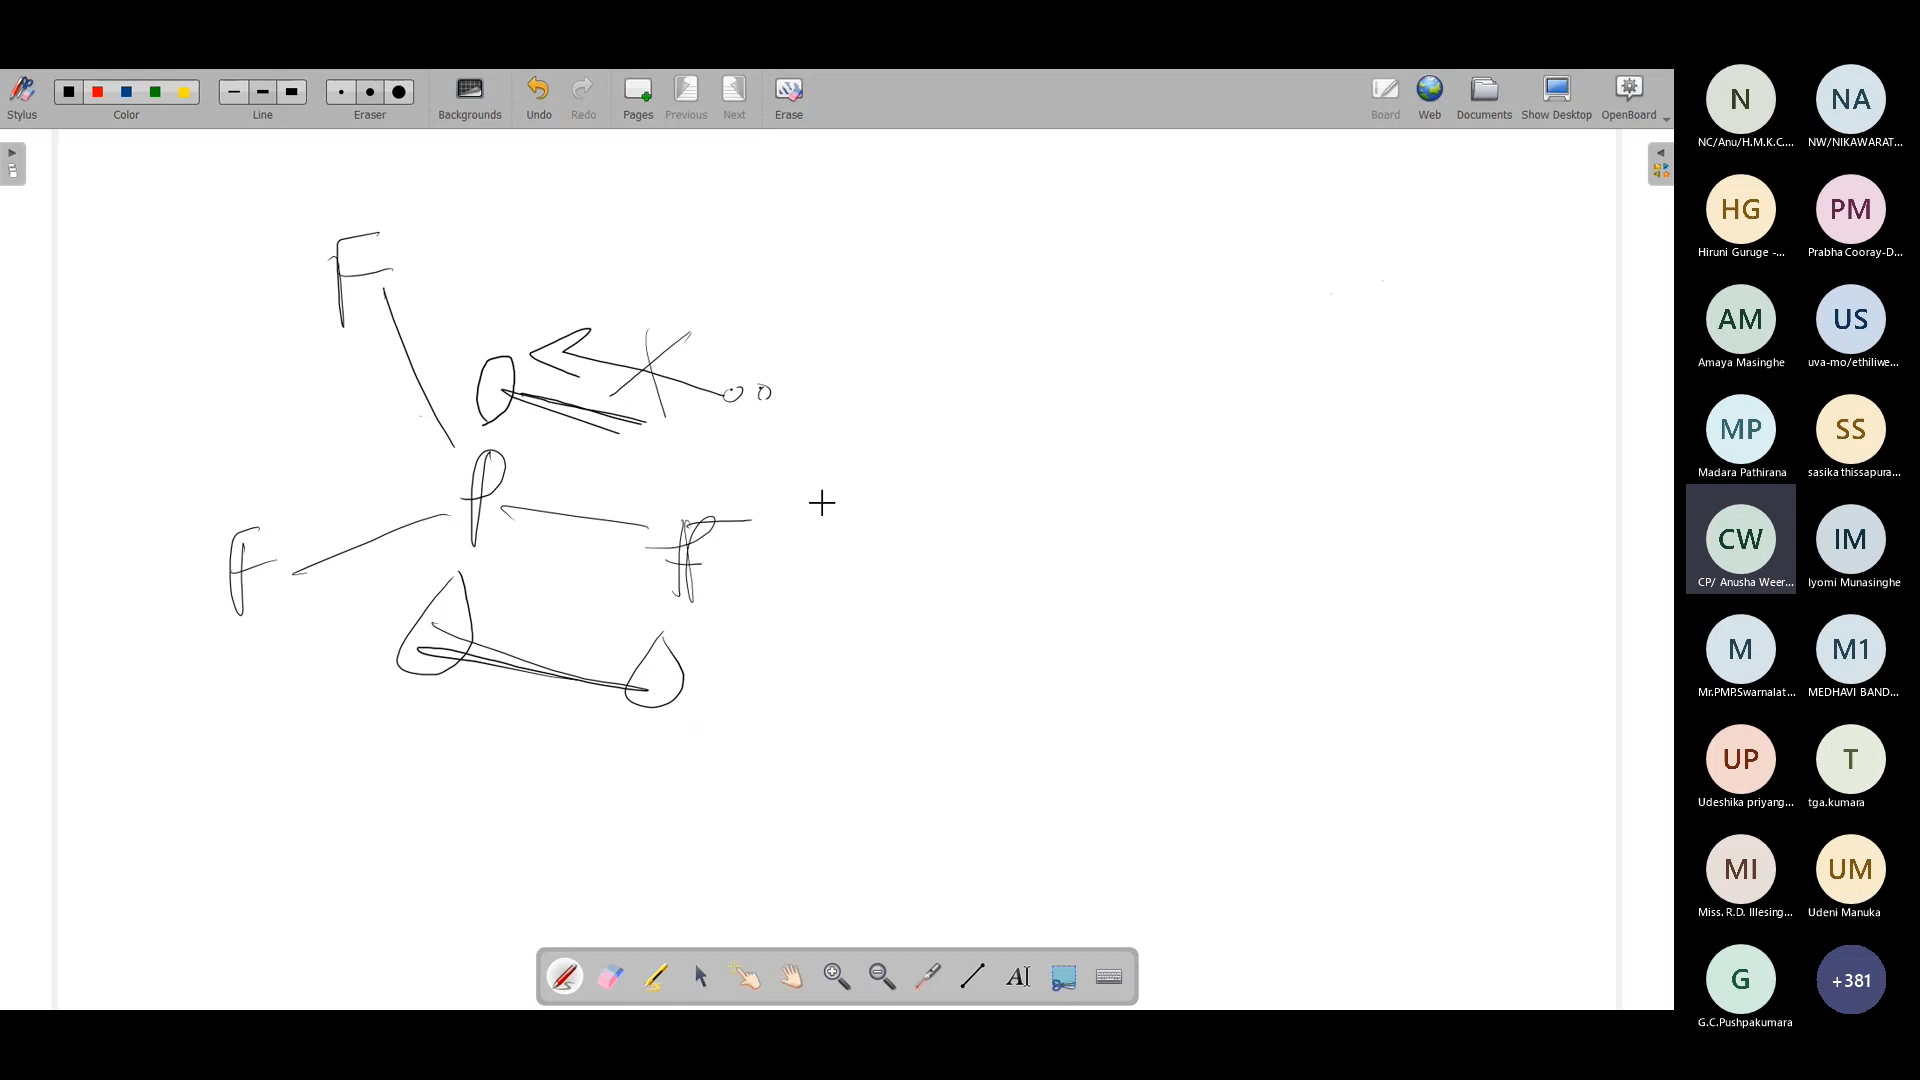 Stylus
Color
Line
Eraser
Backgrounds
Undo
Redo
Pages
Previous
Next
Erase
Board
Web
Documents
Show Desktop
OpenBoard
F
P
F
N
NC/Anu/H.M.K.C....
NA
NW/NIKAWARAT...
HG
Hiruni Guruge -...
PM
Prabha Cooray-D...
AM
Amaya Masinghe
US
uva-mo/ethiliwe...
MP
Madara Pathirana
SS
sasika thissapura...
CW
CP/ Anusha Weer...
IM
Iyomi Munasinghe
M
Mr.PMP.Swarnalat...
M1
MEDHAVI BAND...
UP
Udeshika priyang...
T
tga.kumara
MI
Miss. R.D. Illesing...
UM
Udeni Manuka
G
G.C.Pushpakumara
+381
AI